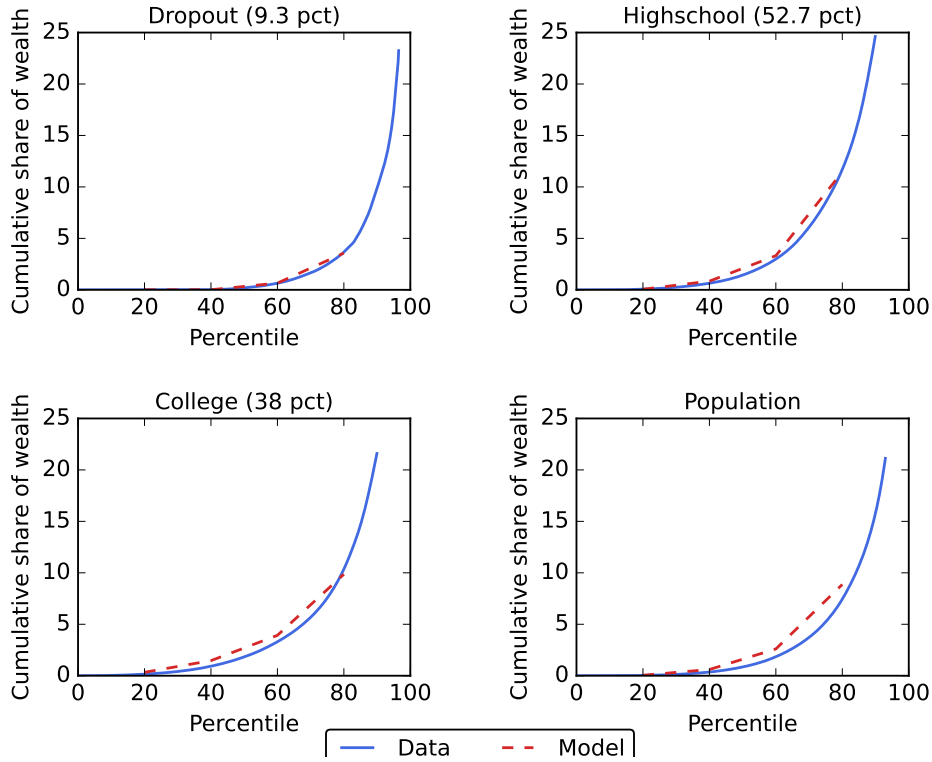 Dropout (9.3 pct)
Cumulative share of wealth
25
20
15
10
5
0
0 20 40 60 80 100
Percentile
Highschool (52.7 pct)
Cumulative share of wealth
25
20
15
10
5
0
0 20 40 60 80 100
Percentile
College (38 pct)
Cumulative share of wealth
25
20
15
10
5
0
0 20 40 60 80 100
Percentile
Population
Cumulative share of wealth
25
20
15
10
5
0
0 20 40 60 80 100
Percentile
Data Model